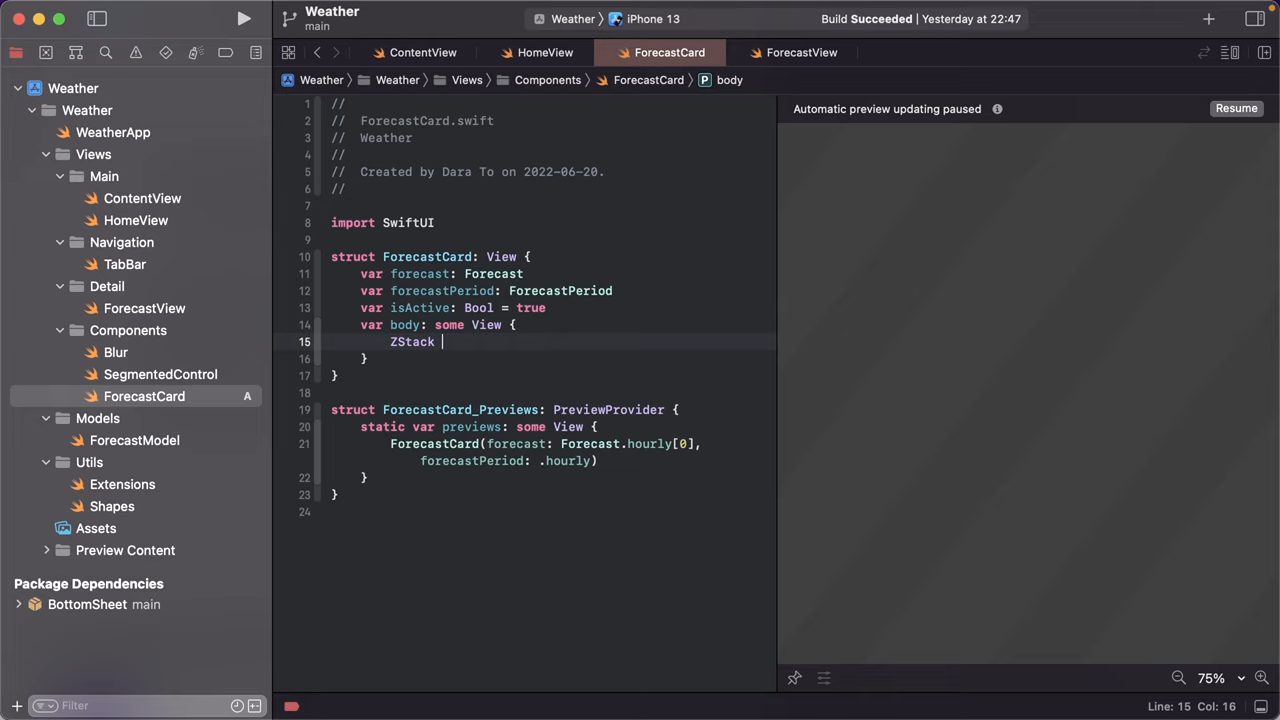 Weather
main
Weather
iPhone 13
Build Succeeded | Yesterday at 22:47
ContentView
HomeView
ForecastCard
ForecastView
Weather
Weather
Views
Components
ForecastCard
P
body
Automatic preview updating paused
Resume
Weather
Weather
WeatherApp
Views
Main
ContentView
HomeView
Navigation
TabBar
Detail
ForecastView
Components
Blur
SegmentedControl
ForecastCard A
Models
ForecastModel
Utils
Extensions
Shapes
Assets
Preview Content
Package Dependencies
BottomSheet main
Filter
1 //
2 // ForecastCard.swift
3 // Weather
4 //
5 // Created by Dara To on 2022-06-20.
6 //
7
8 import SwiftUI
9
10 struct ForecastCard: View {
11 var forecast: Forecast
12 var forecastPeriod: ForecastPeriod
13 var isActive: Bool = true
14 var body: some View {
15 ZStack
16 }
17 }
18
19 struct ForecastCard_Previews: PreviewProvider {
20 static var previews: some View {
21 ForecastCard(forecast: Forecast.hourly[0],
forecastPeriod: .hourly)
22 }
23 }
24
75%
Line: 15 Col: 16